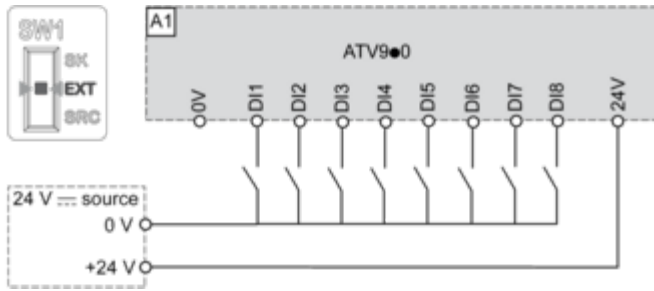 SW1
SK
EXT
SRC
A1
ATV9●0
0V DI1 DI2 DI3 DI4 DI5 DI6 DI7 DI8 24V
24 V ⎓ source
0 V
+24 V